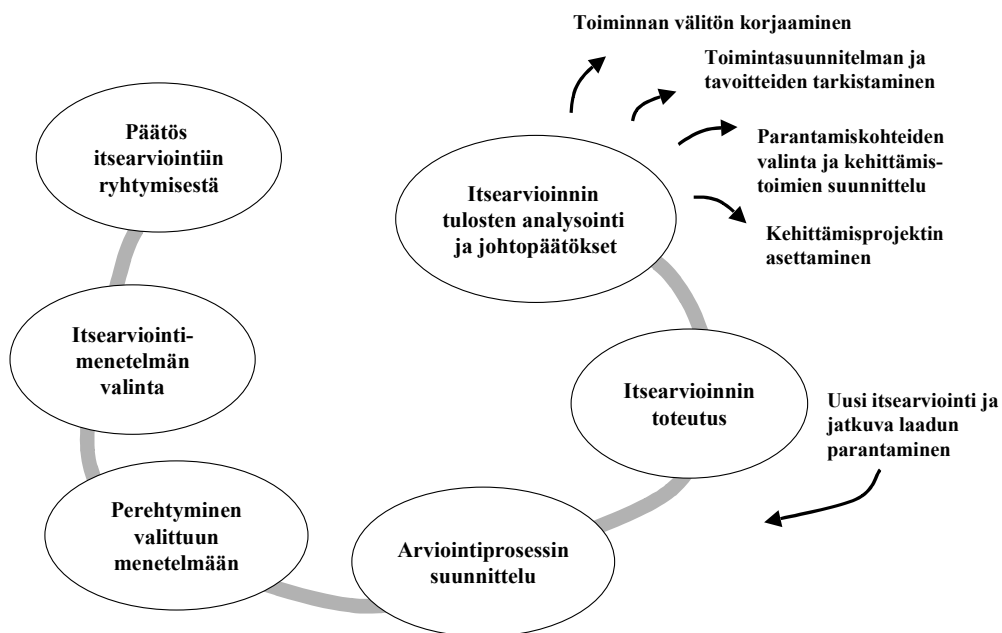 Toiminnan välitön korjaaminen
Toimintasuunnitelman ja
tavoitteiden tarkistaminen
Parantamiskohteiden
valinta ja kehittämis-
toimien suunnittelu
Kehittämisprojektin
asettaminen
Päätös
itsearviointiin
ryhtymisestä
Itsearvioinnin
tulosten analysointi
ja johtopäätökset
Itsearviointi-
menetelmän
valinta
Itsearvioinnin
toteutus
Uusi itsearviointi ja
jatkuva laadun
parantaminen
Perehtyminen
valittuun
menetelmään
Arviointiprosessin
suunnittelu